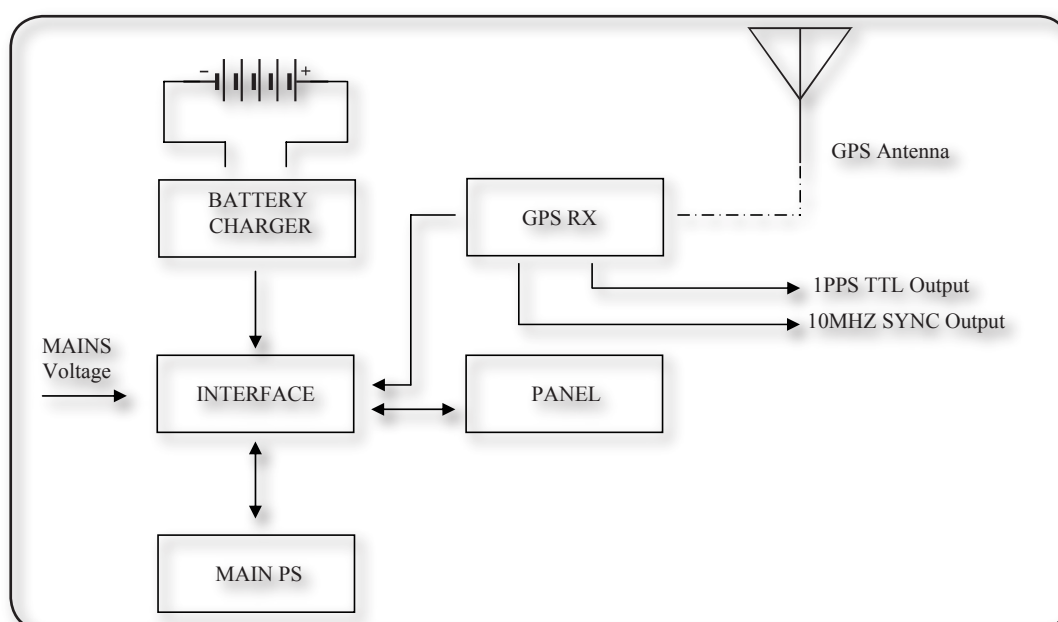 − +
GPS Antenna
BATTERY
CHARGER
GPS RX
1PPS TTL Output
10MHZ SYNC Output
MAINS
Voltage
INTERFACE
PANEL
MAIN PS